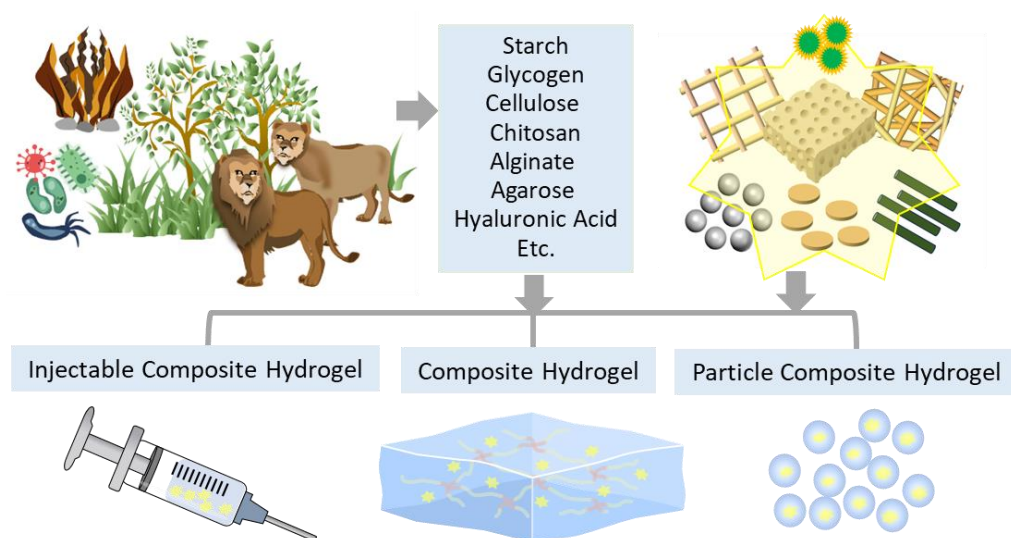 Starch
Glycogen
Cellulose
Chitosan
Alginate
Agarose
Hyaluronic Acid
Etc.
Injectable Composite Hydrogel
Composite Hydrogel
Particle Composite Hydrogel